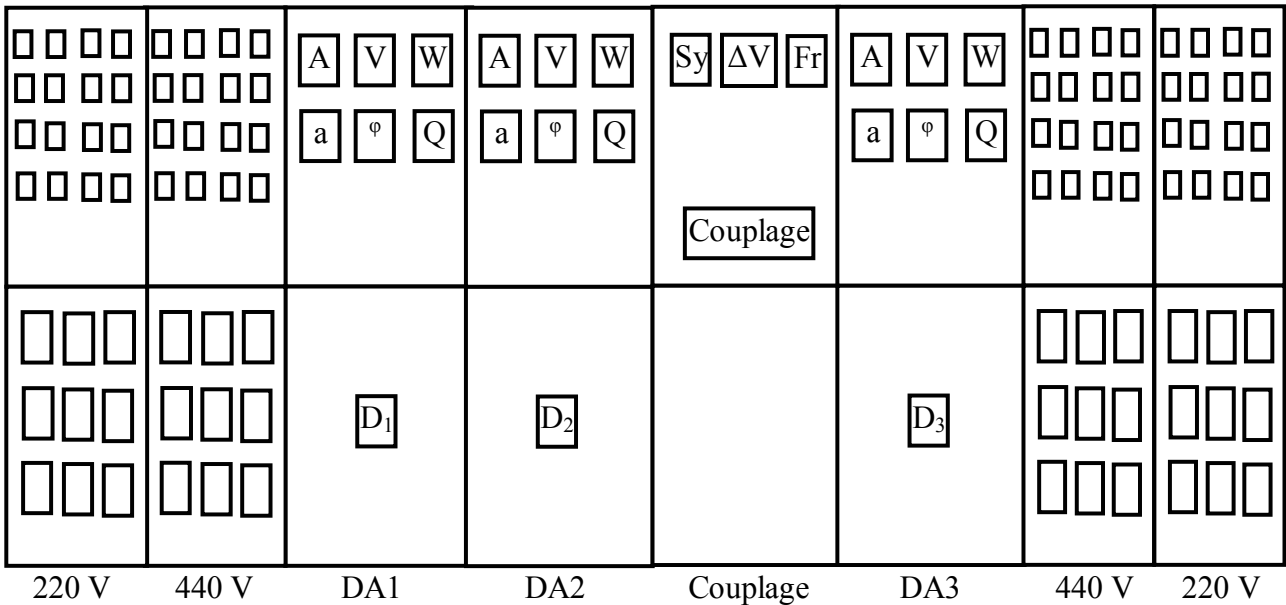 A V W A V W Sy ΔV Fr A V W
a φ Q a φ Q a φ Q
Couplage
D₁ D₂ D₃
220 V 440 V DA1 DA2 Couplage DA3 440 V 220 V